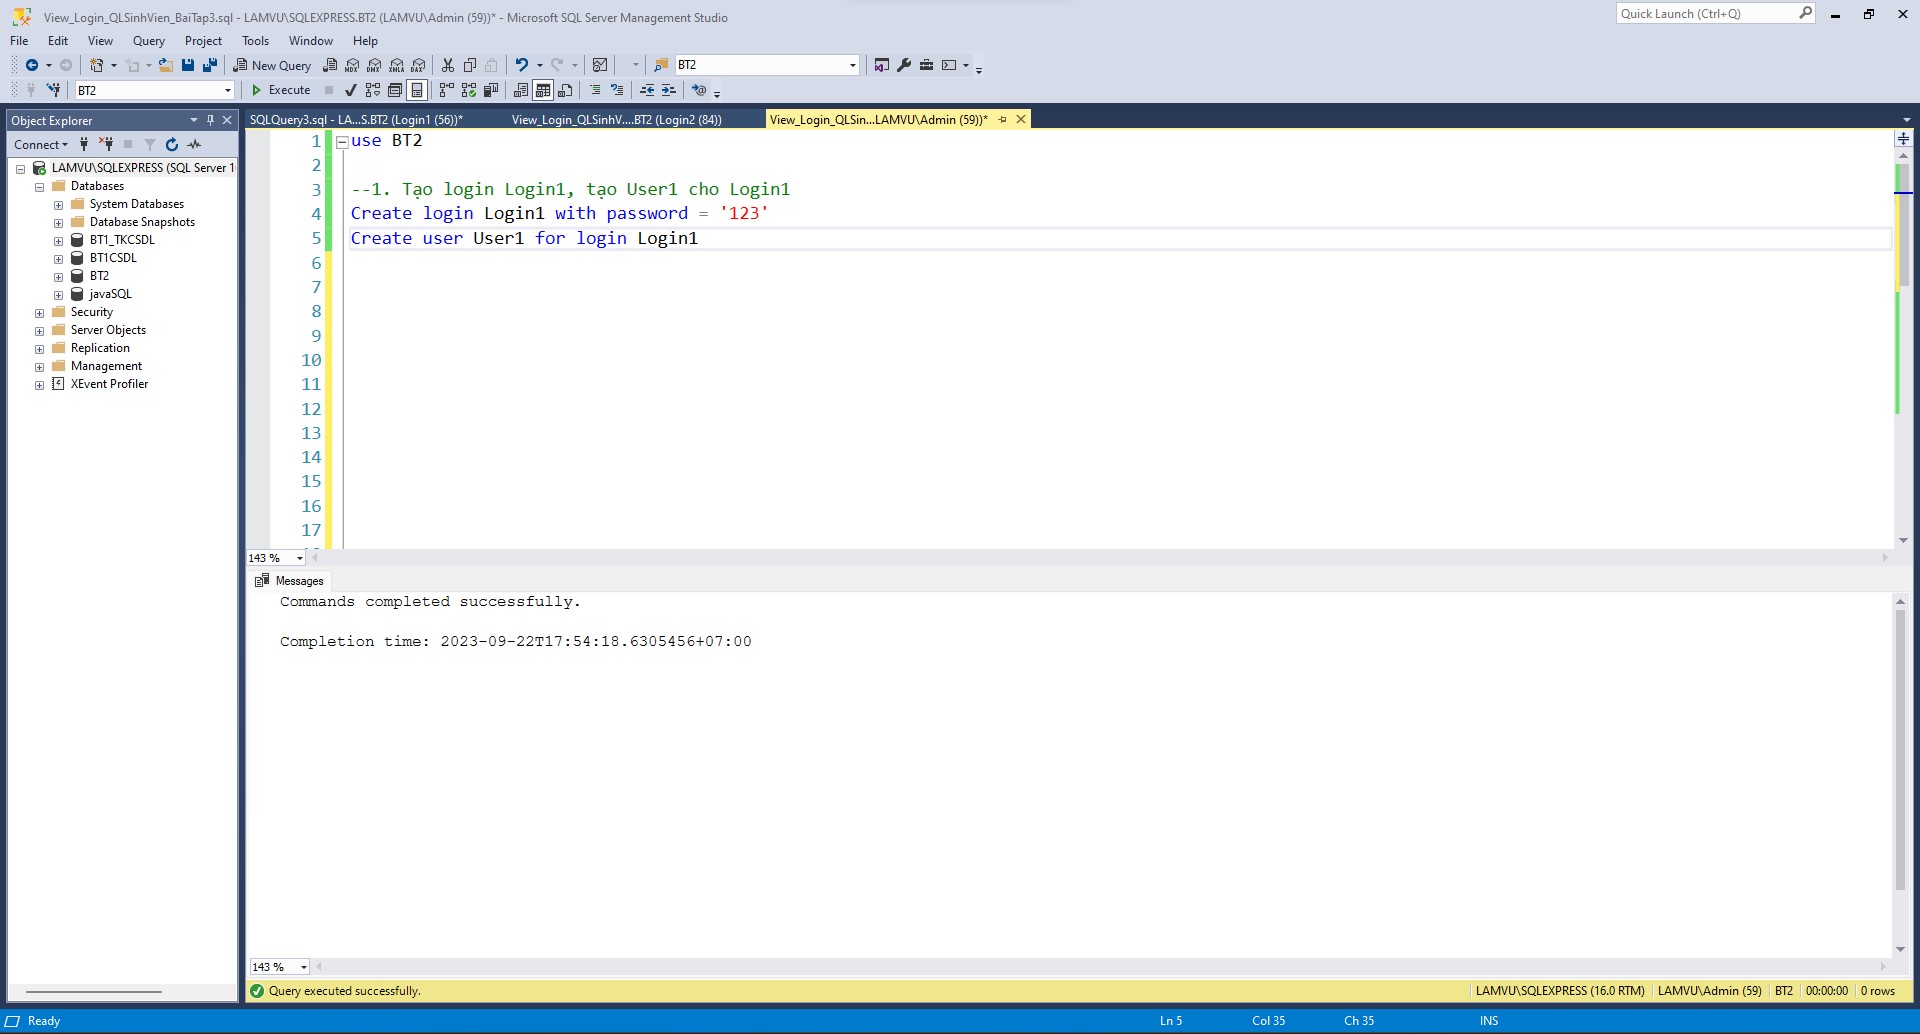 View_Login_QLSinhVien_BaiTap3.sql - LAMVU\SQLEXPRESS.BT2 (LAMVU\Admin (59))* - Microsoft SQL Server Management Studio
Quick Launch (Ctrl+Q)
File Edit View Query Project Tools Window Help
New Query MDX DMX XMLA DAX BT2
BT2 Execute
Object Explorer
SQLQuery3.sql - LA...S.BT2 (Login1 (56))* View_Login_QLSinhV....BT2 (Login2 (84)) View_Login_QLSin...LAMVU\Admin (59))*
Connect
LAMVU\SQLEXPRESS (SQL Server 1
Databases
System Databases
Database Snapshots
BT1_TKCSDL
BT1CSDL
BT2
javaSQL
Security
Server Objects
Replication
Management
XEvent Profiler
1 use BT2
2
3 --1. Tạo login Login1, tạo User1 cho Login1
4 Create login Login1 with password = '123'
5 Create user User1 for login Login1
6
7
8
9
10
11
12
13
14
15
16
17
143 %
Messages
Commands completed successfully.
Completion time: 2023-09-22T17:54:18.6305456+07:00
143 %
Query executed successfully. LAMVU\SQLEXPRESS (16.0 RTM) LAMVU\Admin (59) BT2 00:00:00 0 rows
Ready Ln 5 Col 35 Ch 35 INS